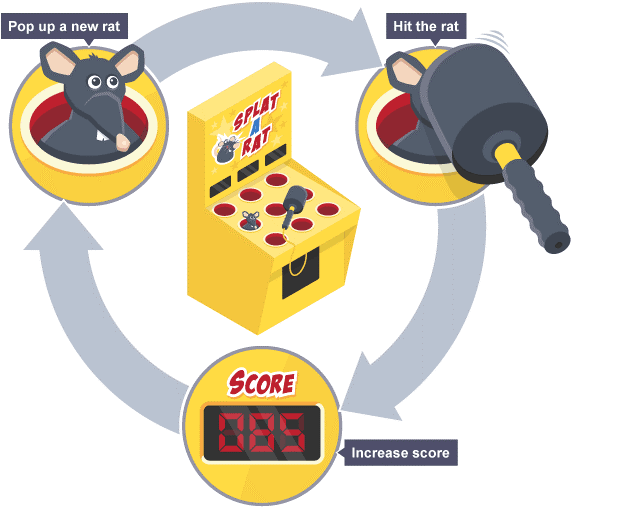 Pop up a new rat
Hit the rat
SPLAT
A
RAT
SCORE
085
Increase score